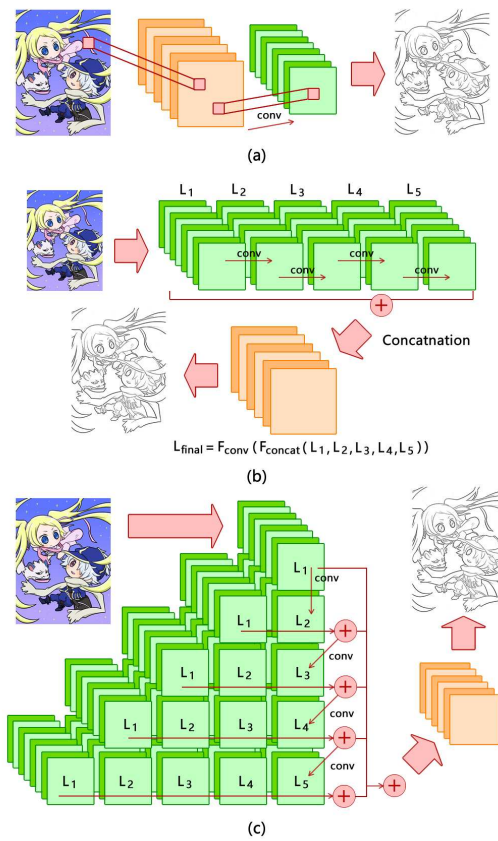 conv
(a)
L1 L2 L3 L4 L5
conv conv
conv conv
+
Concatnation
Lfinal = Fconv (Fconcat (L1, L2, L3, L4, L5))
(b)
L1
conv
L1 L2 +
conv
L1 L2 L3 +
conv
L1 L2 L3 L4 +
conv
+
L1 L2 L3 L4 L5 +
(c)